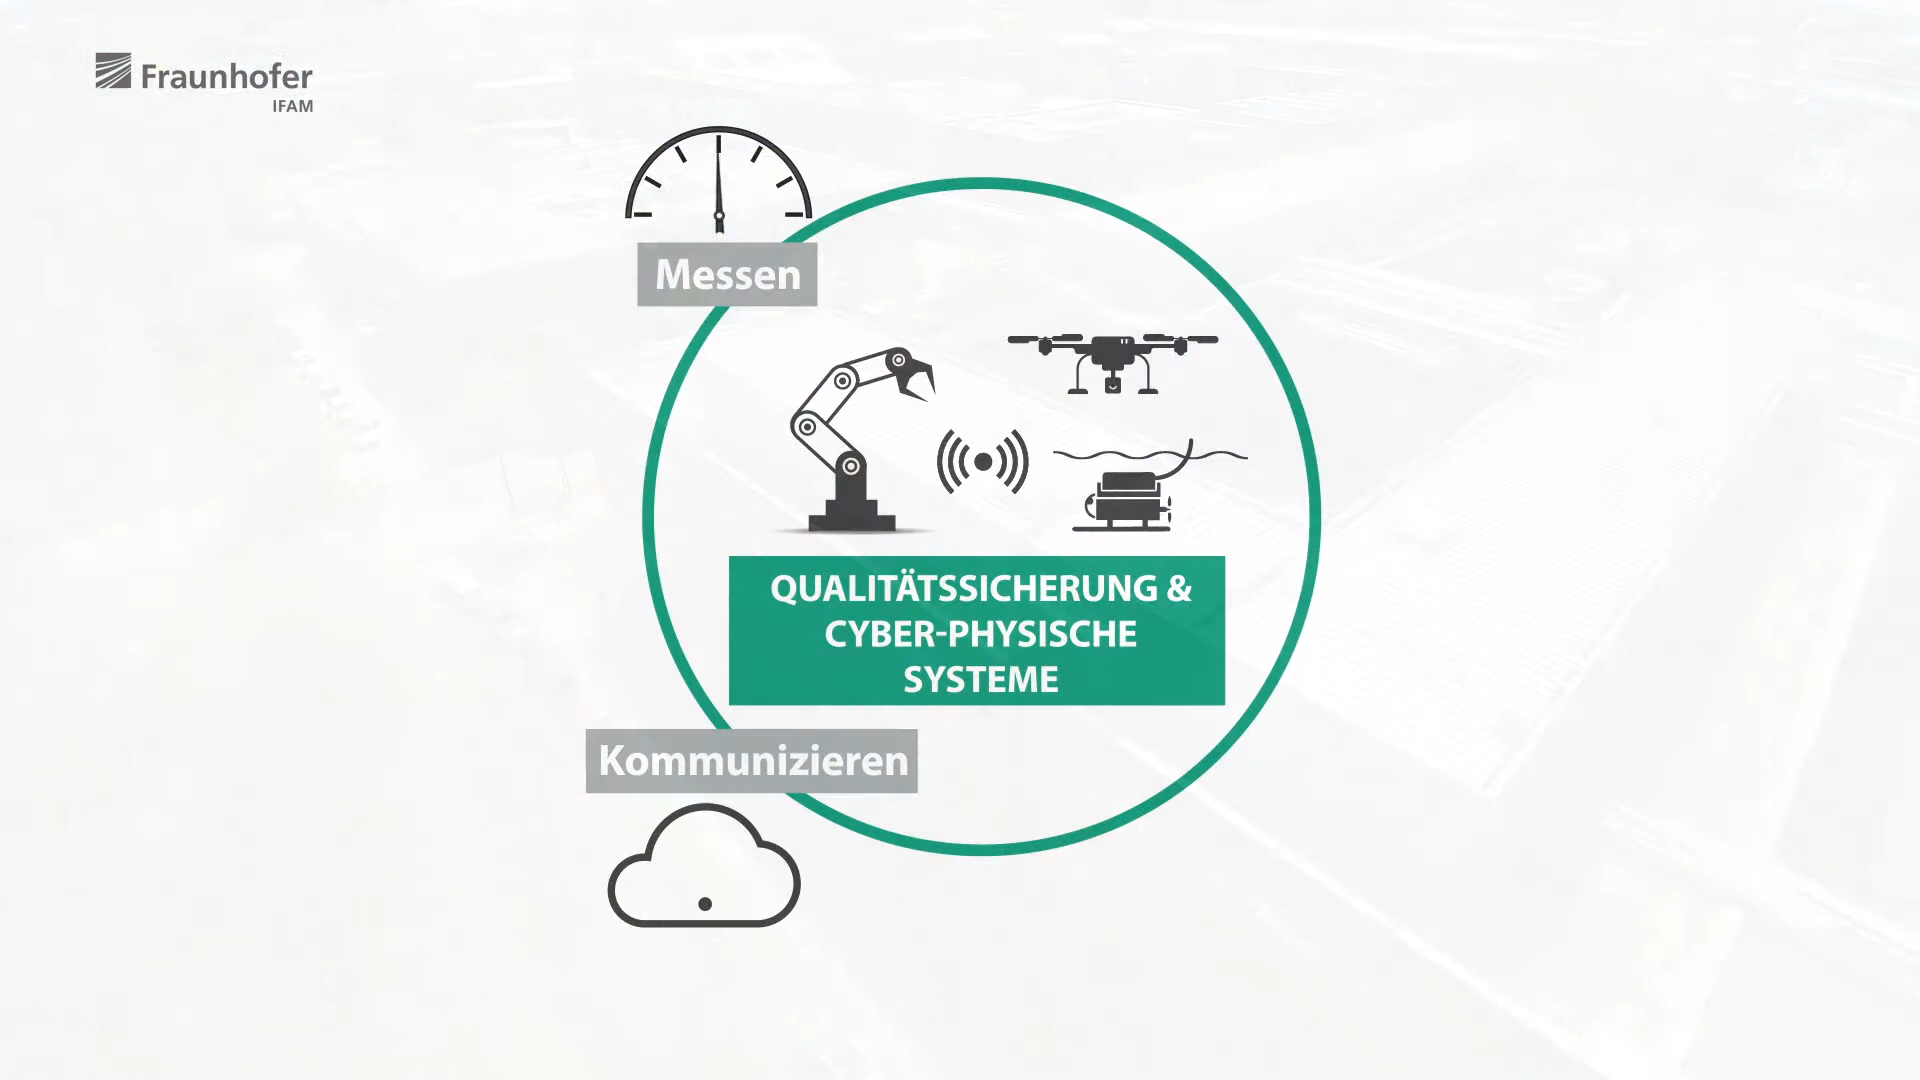 Fraunhofer
IFAM
Messen
QUALITÄTSSICHERUNG &
CYBER-PHYSISCHE
SYSTEME
Kommunizieren